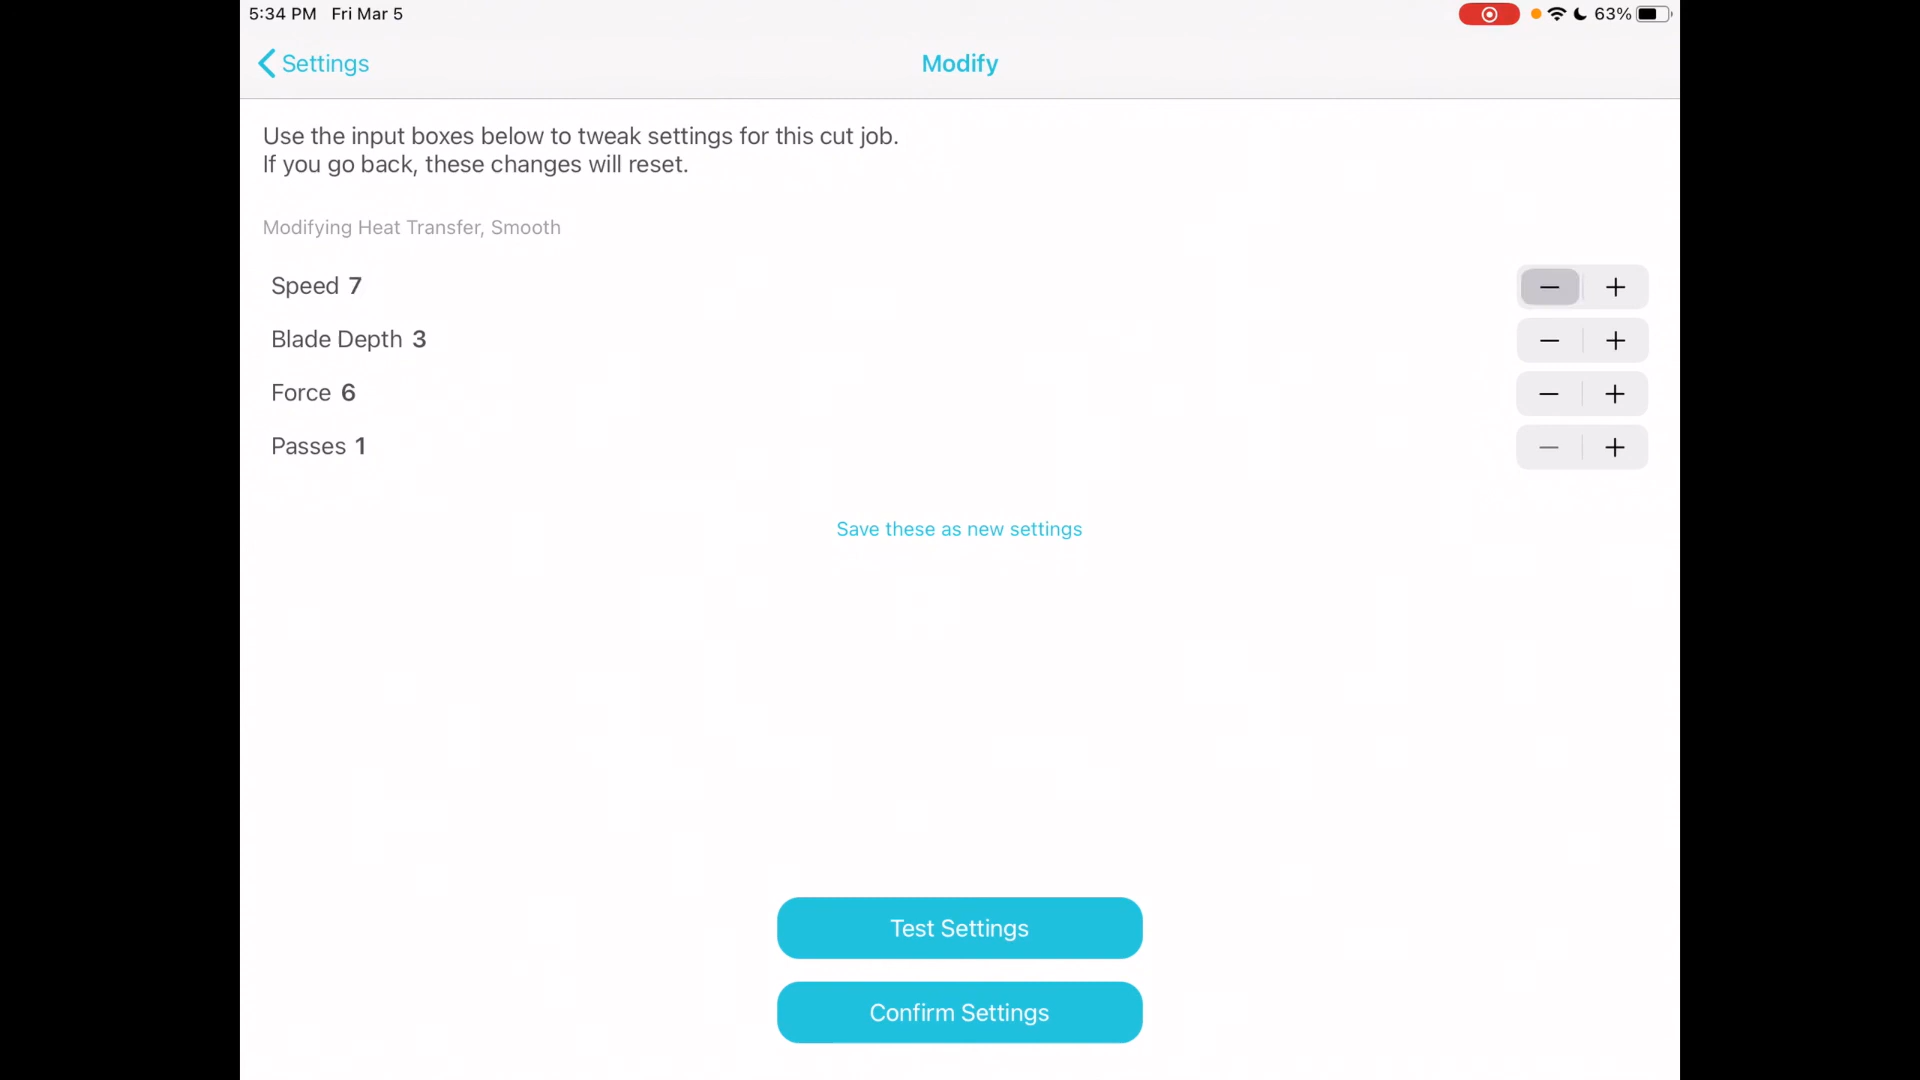 5:34 PM Fri Mar 5
63%
Settings
Modify
Use the input boxes below to tweak settings for this cut job.
If you go back, these changes will reset.
Modifying Heat Transfer, Smooth
Speed 7
Blade Depth 3
Force 6
Passes 1
Save these as new settings
Test Settings
Confirm Settings